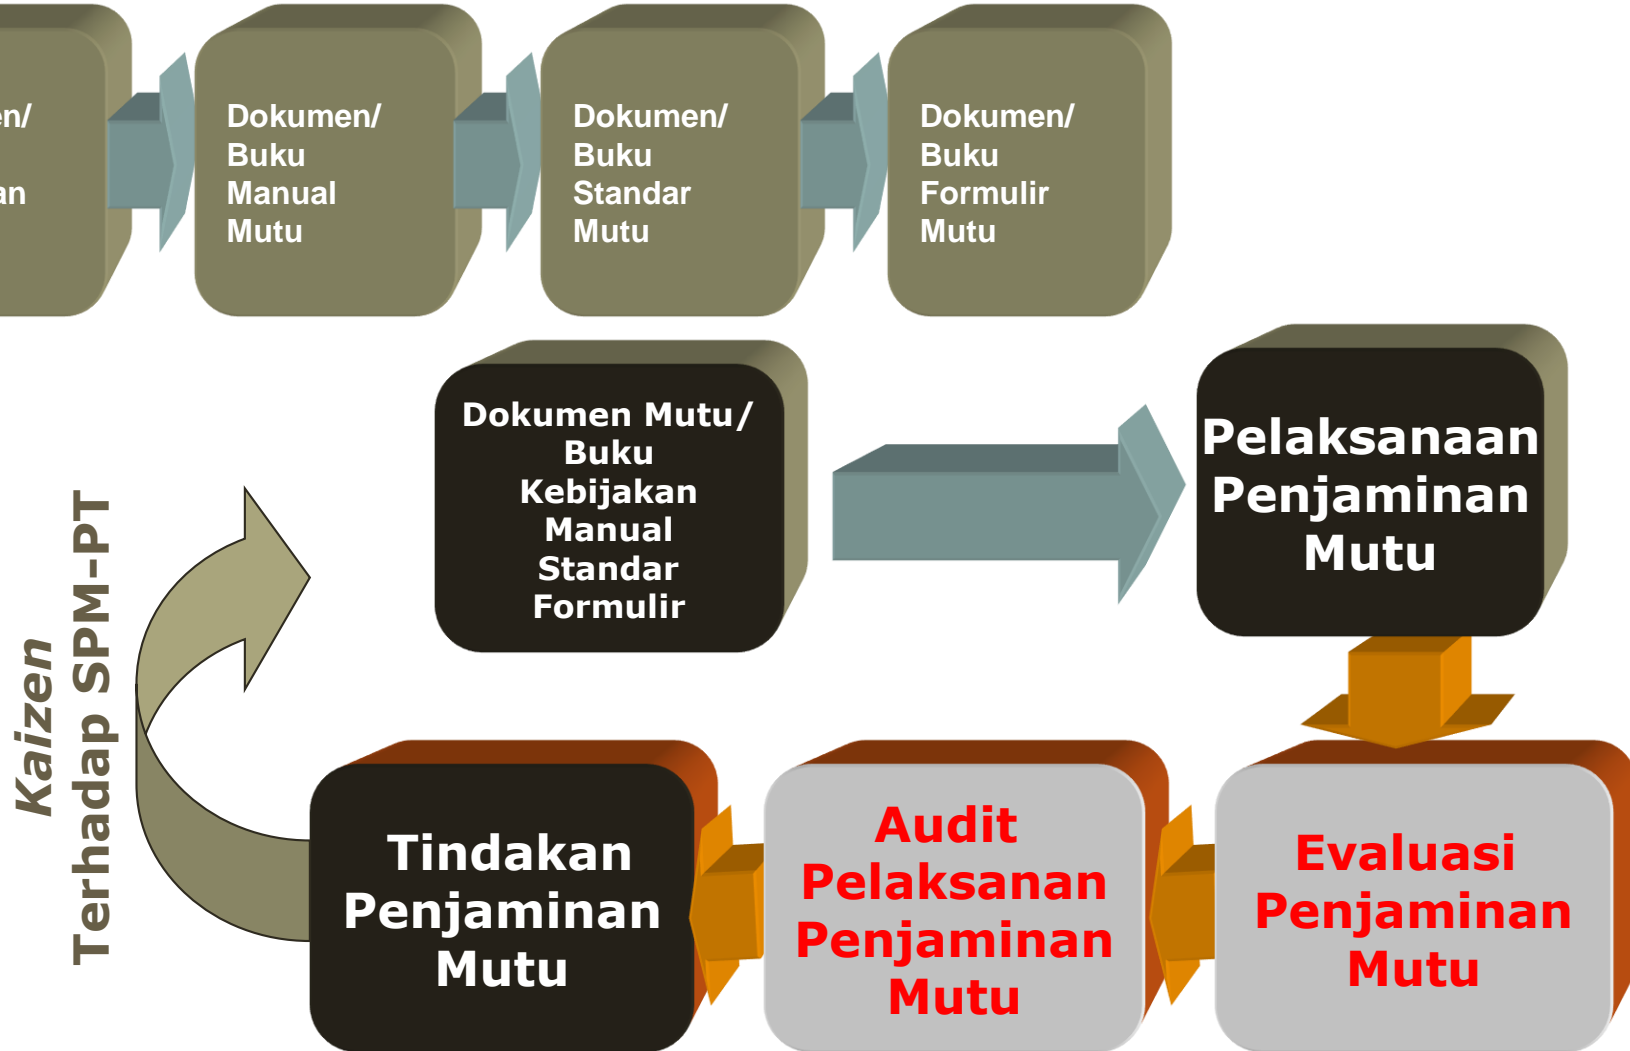 Dokumen/
Buku
Manual
Mutu
Dokumen/
Buku
Standar
Mutu
Dokumen/
Buku
Formulir
Mutu
Dokumen Mutu/
Buku
Kebijakan
Manual
Standar
Formulir
Pelaksanaan
Penjaminan
Mutu
Kaizen
Terhadap SPM-PT
Tindakan
Penjaminan
Mutu
Audit
Pelaksanan
Penjaminan
Mutu
Evaluasi
Penjaminan
Mutu